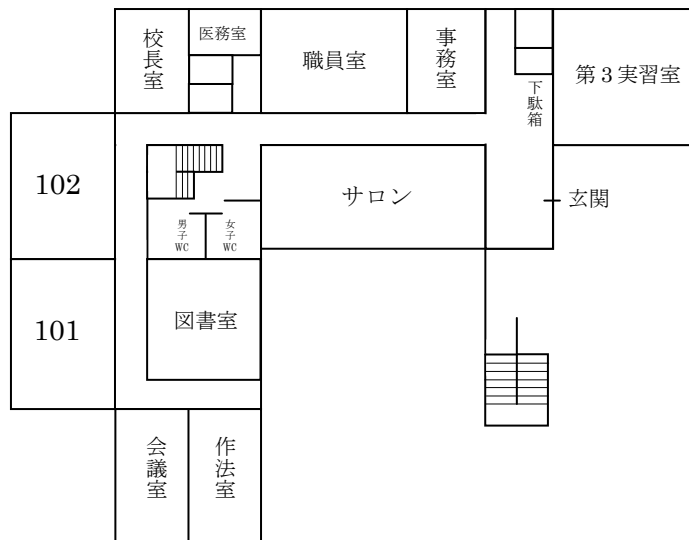 校長室
医務室
職員室
事務室
第3実習室
下駄箱
102
サロン
玄関
男子WC
女子WC
101
図書室
会議室
作法室